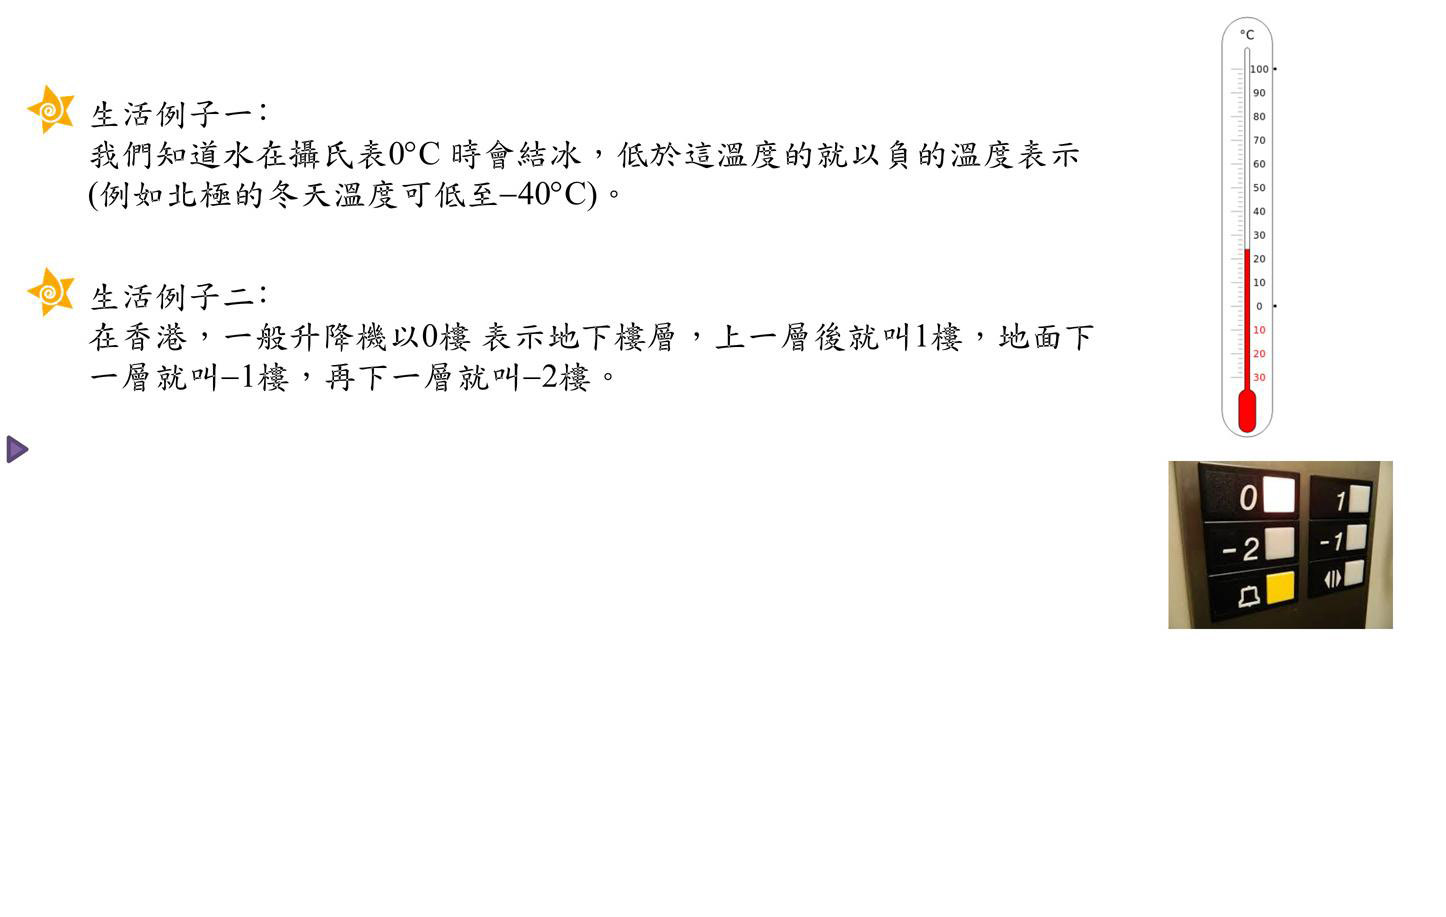 生活例子一：
我們知道水在攝氏表0°C 時會結冰，低於這溫度的就以負的溫度表示
(例如北極的冬天溫度可低至–40°C)。
生活例子二：
在香港，一般升降機以0樓 表示地下樓層，上一層後就叫1樓，地面下
一層就叫–1樓，再下一層就叫–2樓。
°C
100
90
80
70
60
50
40
30
20
10
0
10
20
30
0 1
-2 -1